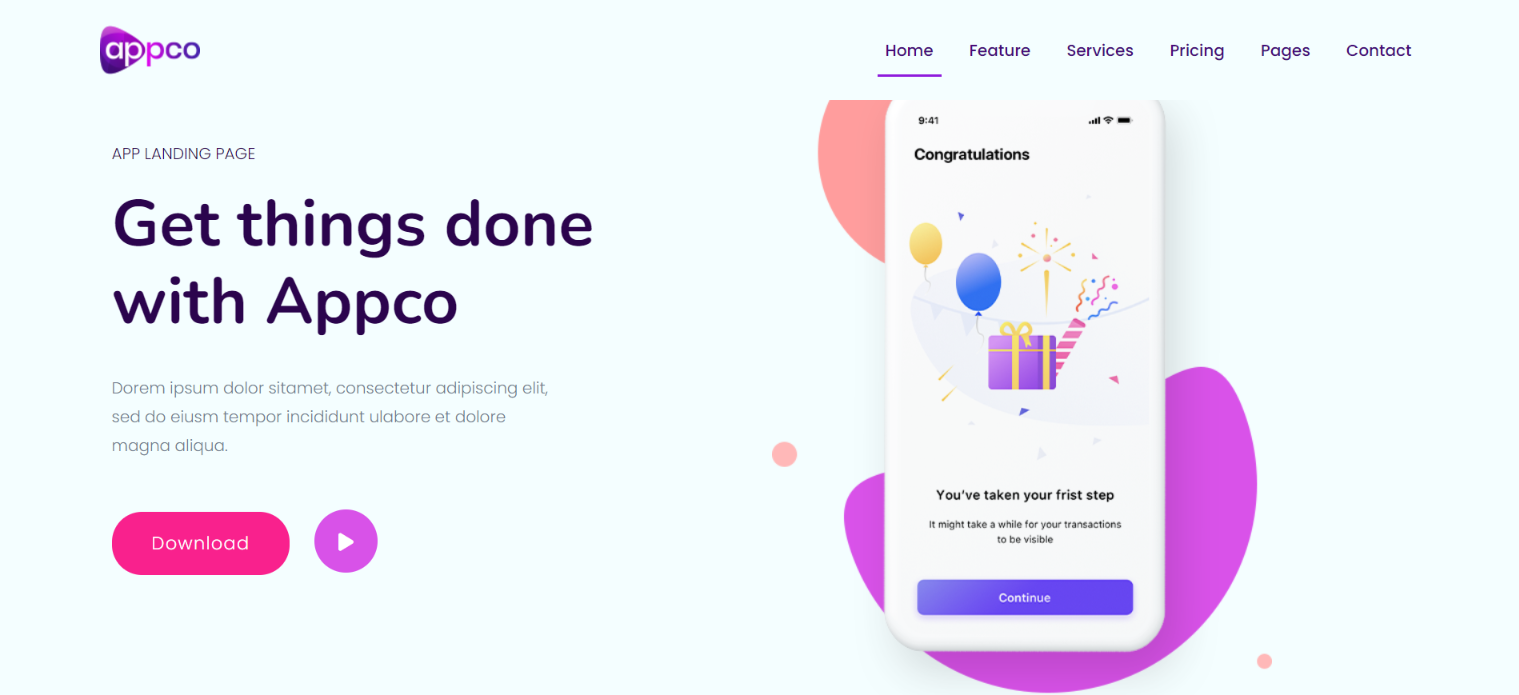 appco
Home Feature Services Pricing Pages Contact
APP LANDING PAGE
Get things done
with Appco
Dorem ipsum dolor sitamet, consectetur adipiscing elit,
sed do eiusm tempor incididunt ulabore et dolore
magna aliqua.
Download
9:41
Congratulations
You've taken your frist step
It might take a while for your transactions
to be visible
Continue